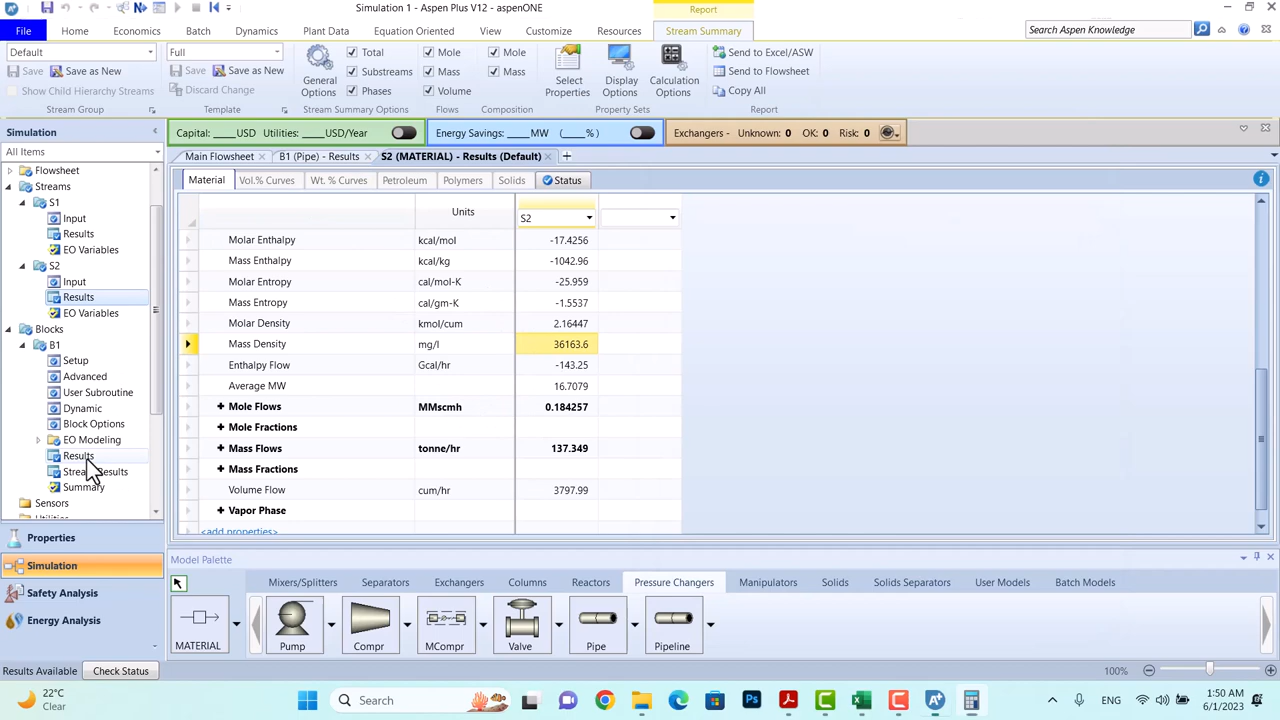 Simulation 1 - Aspen Plus V12 - aspenONE
Report
File Home Economics Batch Dynamics Plant Data Equation Oriented View Customize Resources Stream Summary Search Aspen Knowledge
Default Full Total Mole Mole
Save Save as New Save Save as New Substreams Mass Mass
Show Child Hierarchy Streams Discard Change Phases Volume
General Options Select Properties Display Options Calculation Options
Send to Excel/ASW
Send to Flowsheet
Copy All
Stream Group Template Stream Summary Options Flows Composition Property Sets Report
Simulation
All Items
Capital: ____USD Utilities: ____USD/Year Energy Savings: ____MW (____%) Exchangers - Unknown: 0 OK: 0 Risk: 0
Main Flowsheet B1 (Pipe) - Results S2 (MATERIAL) - Results (Default)
Material Vol.% Curves Wt. % Curves Petroleum Polymers Solids Status
Flowsheet
Streams
S1
Input
Results
EO Variables
S2
Input
Results
EO Variables
Blocks
B1
Setup
Advanced
User Subroutine
Dynamic
Block Options
EO Modeling
Results
Summary
Sensors
Units S2
Molar Enthalpy kcal/mol -17.4256
Mass Enthalpy kcal/kg -1042.96
Molar Entropy cal/mol-K -25.959
Mass Entropy cal/gm-K -1.5537
Molar Density kmol/cum 2.16447
Mass Density mg/l 36163.6
Enthalpy Flow Gcal/hr -143.25
Average MW 16.7079
Mole Flows MMscmh 0.184257
Mole Fractions
Mass Flows tonne/hr 137.349
Mass Fractions
Volume Flow cum/hr 3797.99
Vapor Phase
<add properties>
Properties
Simulation
Safety Analysis
Energy Analysis
Model Palette
Mixers/Splitters Separators Exchangers Columns Reactors Pressure Changers Manipulators Solids Solids Separators User Models Batch Models
MATERIAL Pump Compr MCompr Valve Pipe Pipeline
Results Available Check Status 100%
22°C
Clear
Search
ENG
1:50 AM
6/1/2023